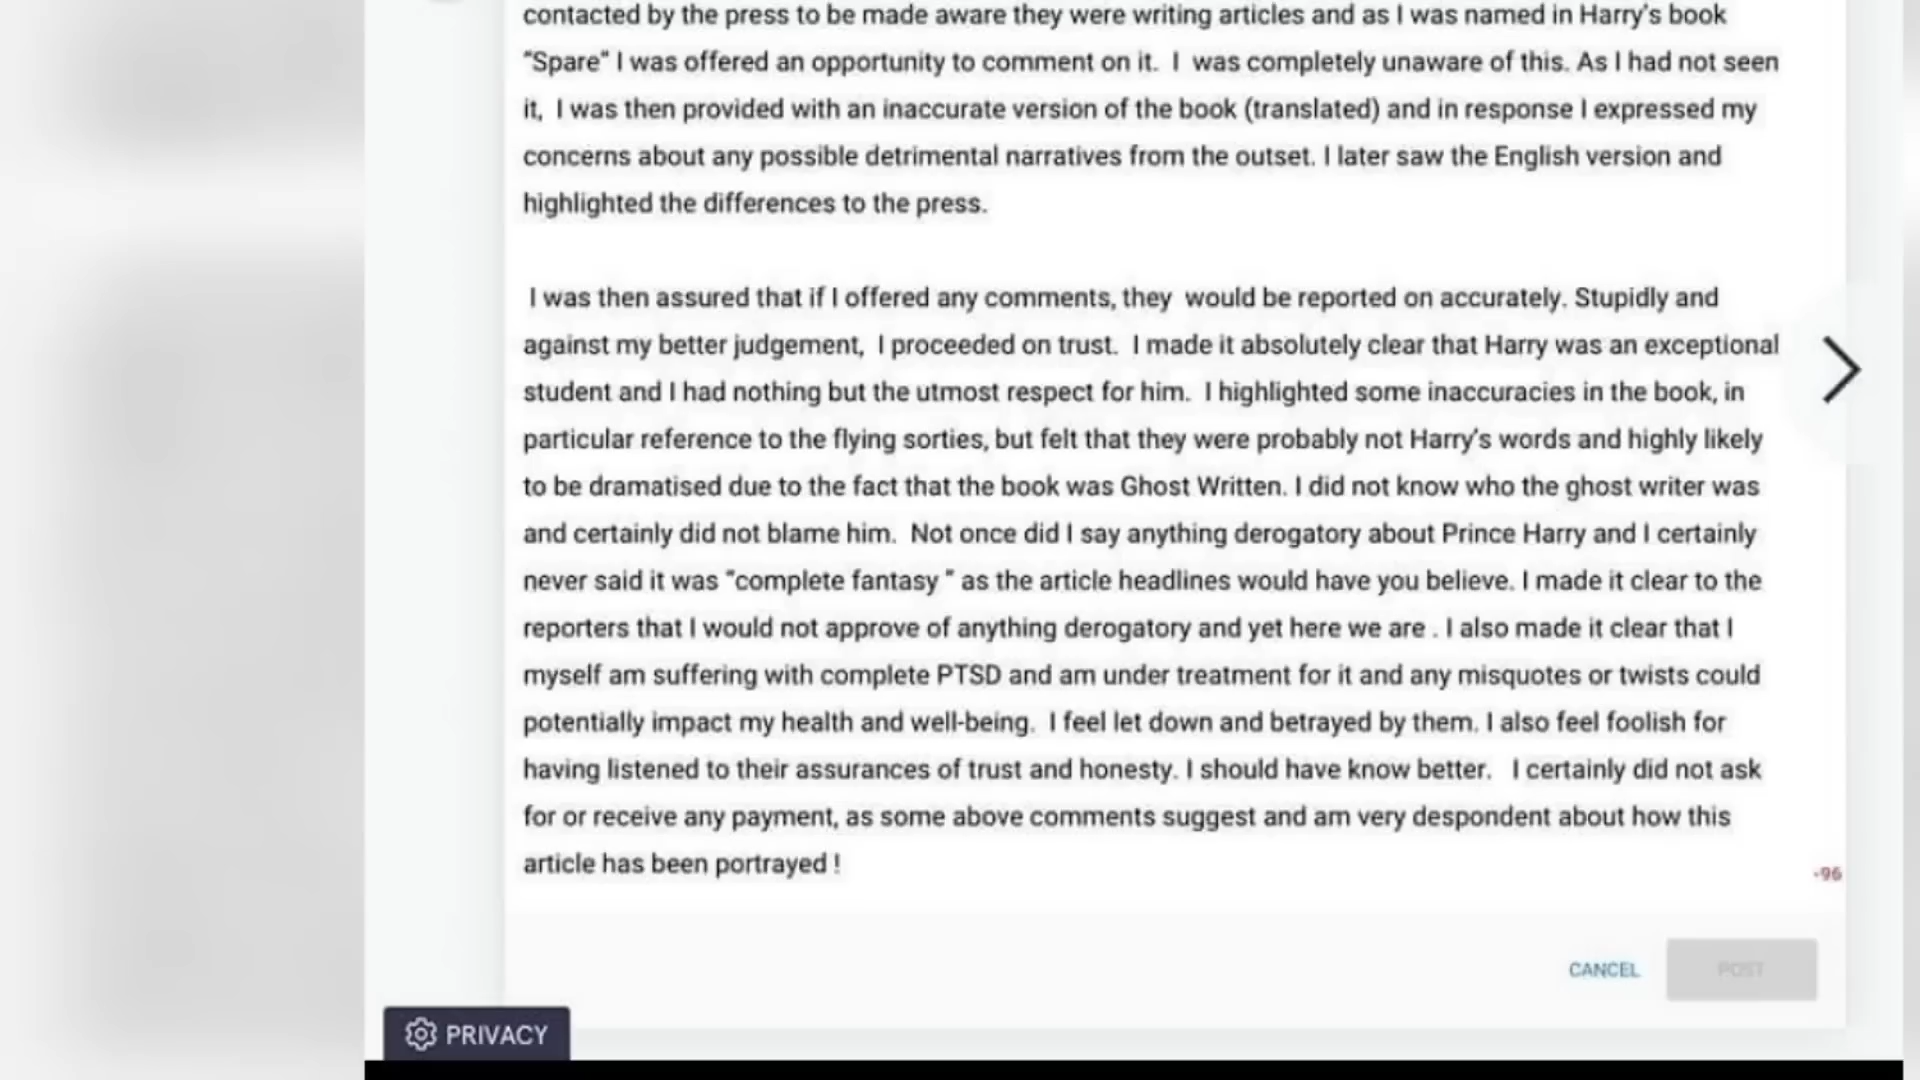 contacted by the press to be made aware they were writing articles and as I was named in Harry's book
"Spare" I was offered an opportunity to comment on it. I was completely unaware of this. As I had not seen
it, I was then provided with an inaccurate version of the book (translated) and in response I expressed my
concerns about any possible detrimental narratives from the outset. I later saw the English version and
highlighted the differences to the press.
I was then assured that if I offered any comments, they would be reported on accurately. Stupidly and
against my better judgement, I proceeded on trust. I made it absolutely clear that Harry was an exceptional
student and I had nothing but the utmost respect for him. I highlighted some inaccuracies in the book, in
particular reference to the flying sorties, but felt that they were probably not Harry's words and highly likely
to be dramatised due to the fact that the book was Ghost Written. I did not know who the ghost writer was
and certainly did not blame him. Not once did I say anything derogatory about Prince Harry and I certainly
never said it was "complete fantasy " as the article headlines would have you believe. I made it clear to the
reporters that I would not approve of anything derogatory and yet here we are . I also made it clear that I
myself am suffering with complete PTSD and am under treatment for it and any misquotes or twists could
potentially impact my health and well-being. I feel let down and betrayed by them. I also feel foolish for
having listened to their assurances of trust and honesty. I should have know better. I certainly did not ask
for or receive any payment, as some above comments suggest and am very despondent about how this
article has been portrayed !
-96
CANCEL POST
PRIVACY